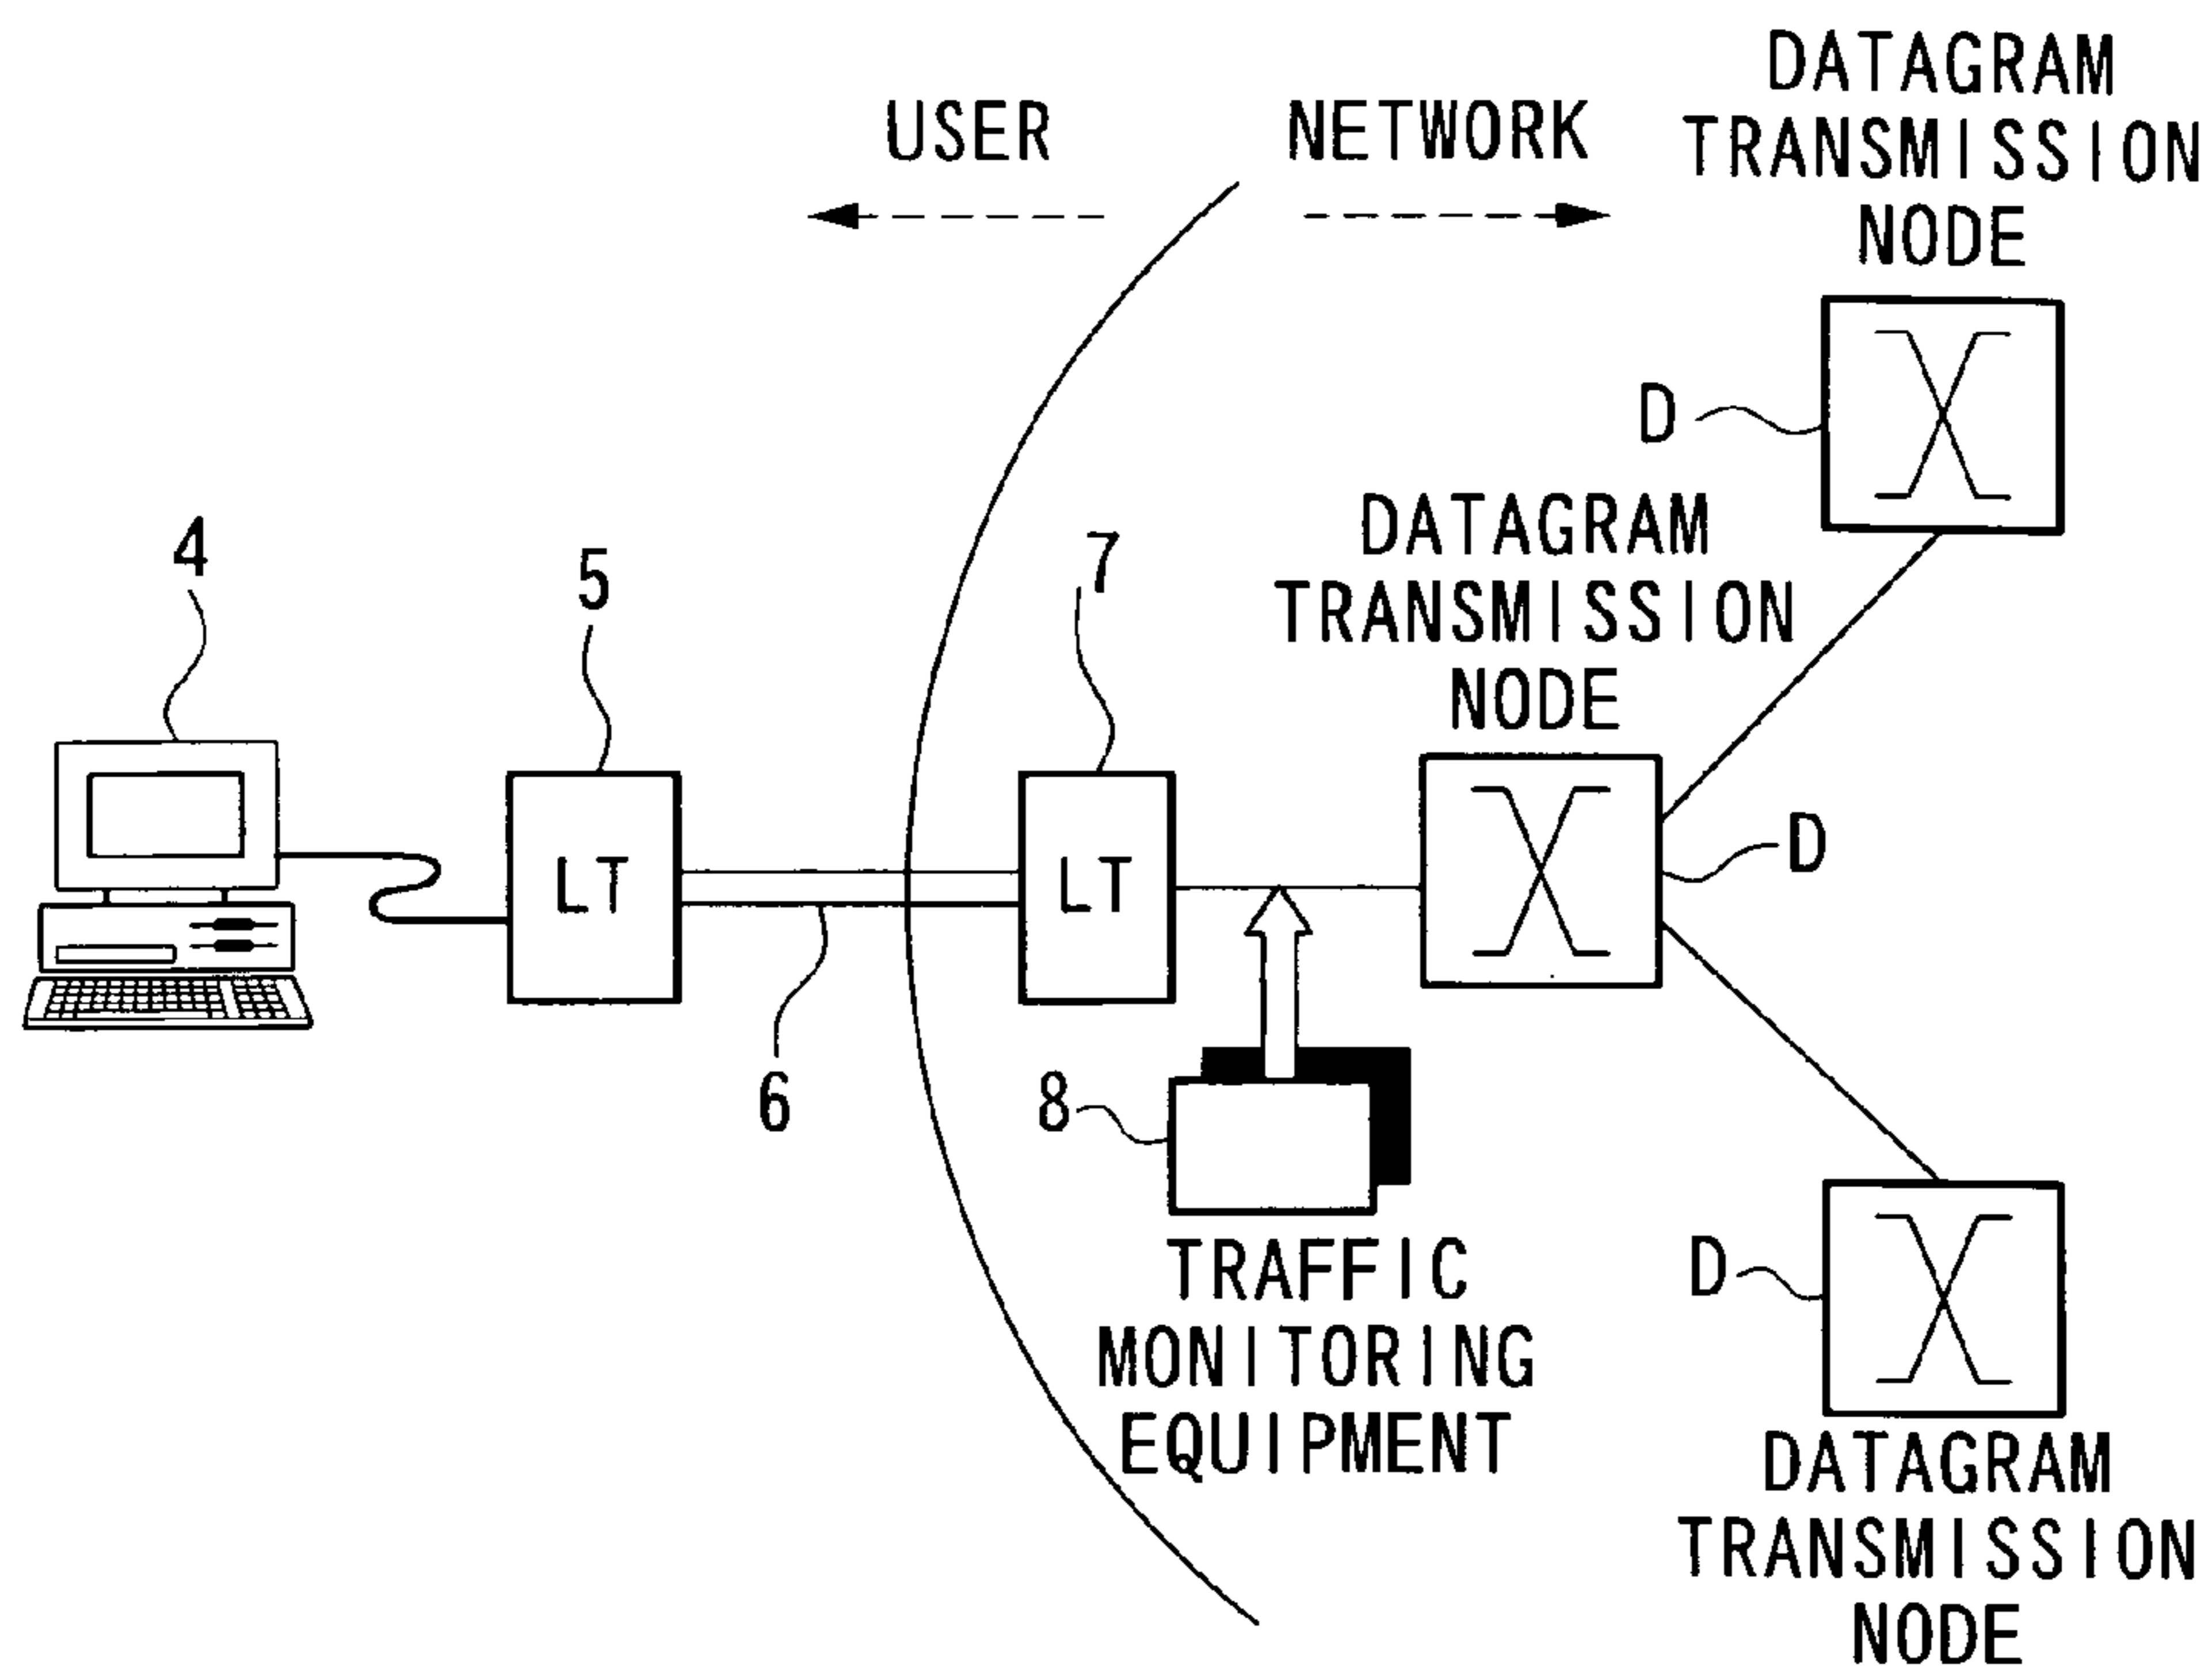 DATAGRAM
TRANSMISSION
NODE
USER
NETWORK
D
DATAGRAM
TRANSMISSION
NODE
4
5
7
D
LT
LT
6
8
TRAFFIC
MONITORING
EQUIPMENT
D
DATAGRAM
TRANSMISSION
NODE